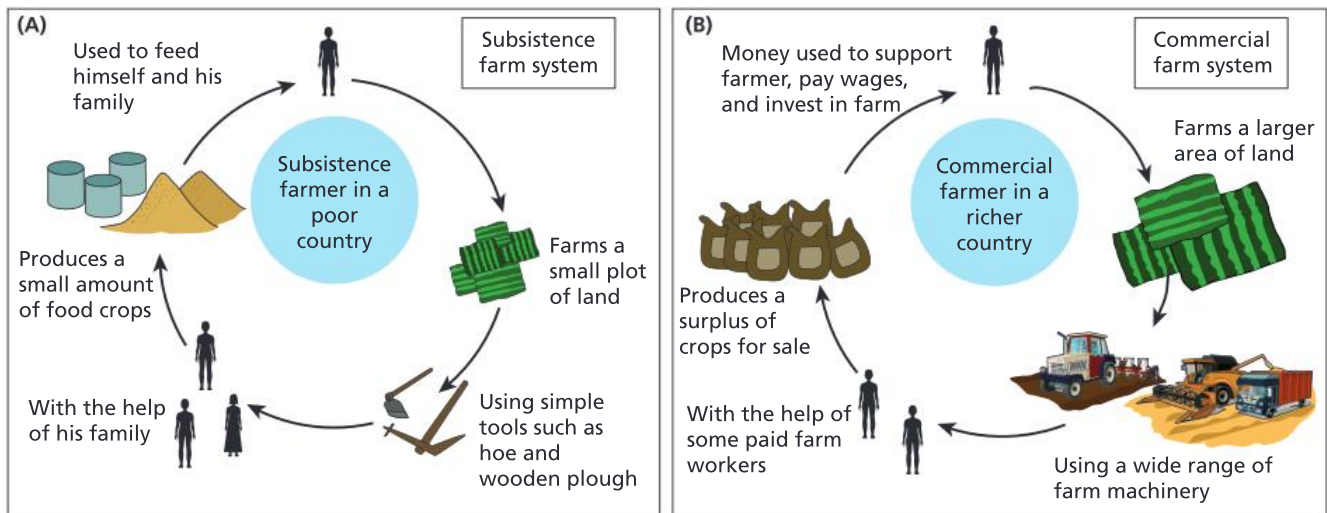 (A)
Used to feed
himself and his
family
Subsistence
farm system
Subsistence
farmer in a
poor
country
Farms a
small plot
of land
Using simple
tools such as
hoe and
wooden plough
With the help
of his family
Produces a
small amount
of food crops
(B)
Money used to support
farmer, pay wages,
and invest in farm
Commercial
farm system
Commercial
farmer in a
richer
country
Farms a larger
area of land
Using a wide range of
farm machinery
With the help of
some paid farm
workers
Produces a
surplus of
crops for sale